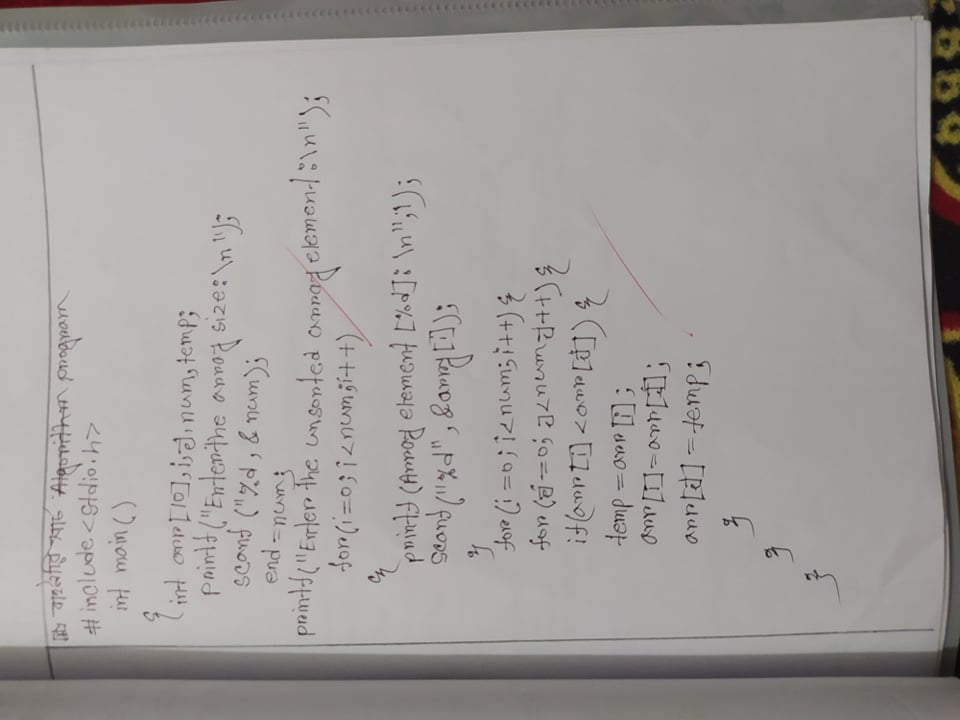 বাইনারি সার্চ Algorithm program
#include <stdio.h>
int main()
{ int arr[10], i, j, num, temp;
printf("Enter the array size:\n");
scanf("%d, & num);
end = num;
printf("Enter the unsorted array element:\n");
for(i=0; i<num; i++)
{
printf(Array element [%d]:\n";i);
scanf("%d", &array[i]);
}
for(i=0; i<num; i++) {
for(j=0; j<num j++) {
if(arr[i] < arr[j]) {
temp = arr[i];
arr[i] = arr[j];
arr[j] = temp;
}
}
}